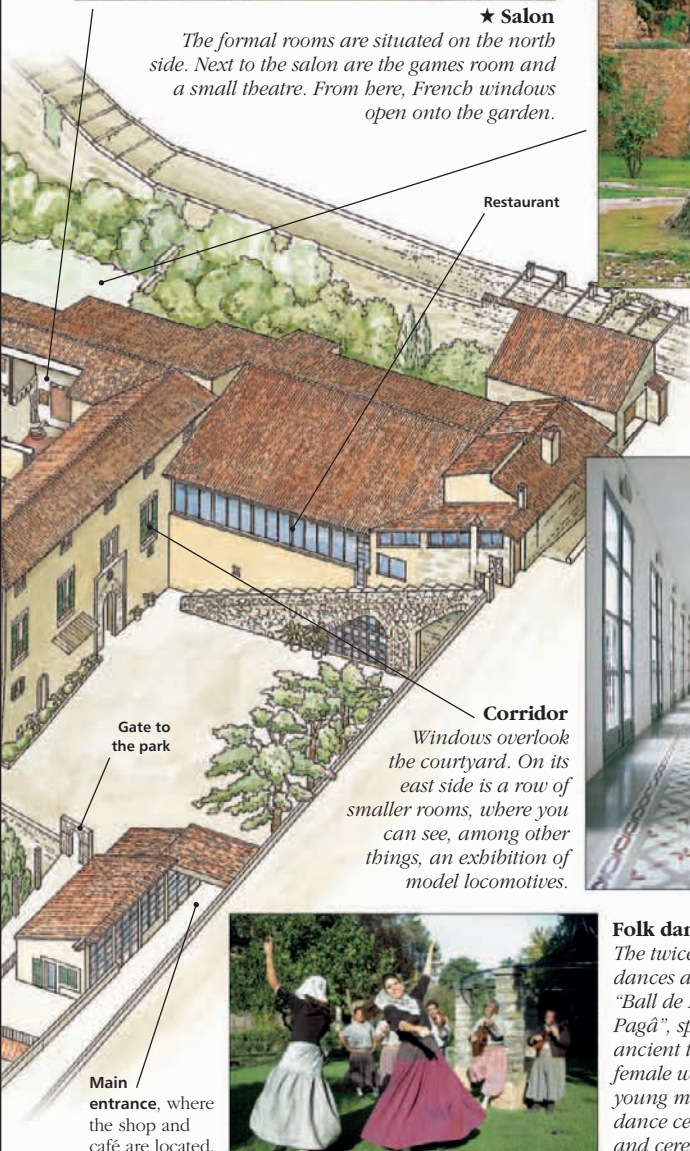 ★ Salon
The formal rooms are situated on the north
side. Next to the salon are the games room and
a small theatre. From here, French windows
open onto the garden.
Restaurant
Corridor
Windows overlook
the courtyard. On its
east side is a row of
smaller rooms, where you
can see, among other
things, an exhibition of
model locomotives.
Gate to
the park
Main
entrance, where
the shop and
café are located.
Folk dan
The twice
dances a
“Ball de
Pagâ”, sp
ancient t
female w
young m
dance ce
and cere